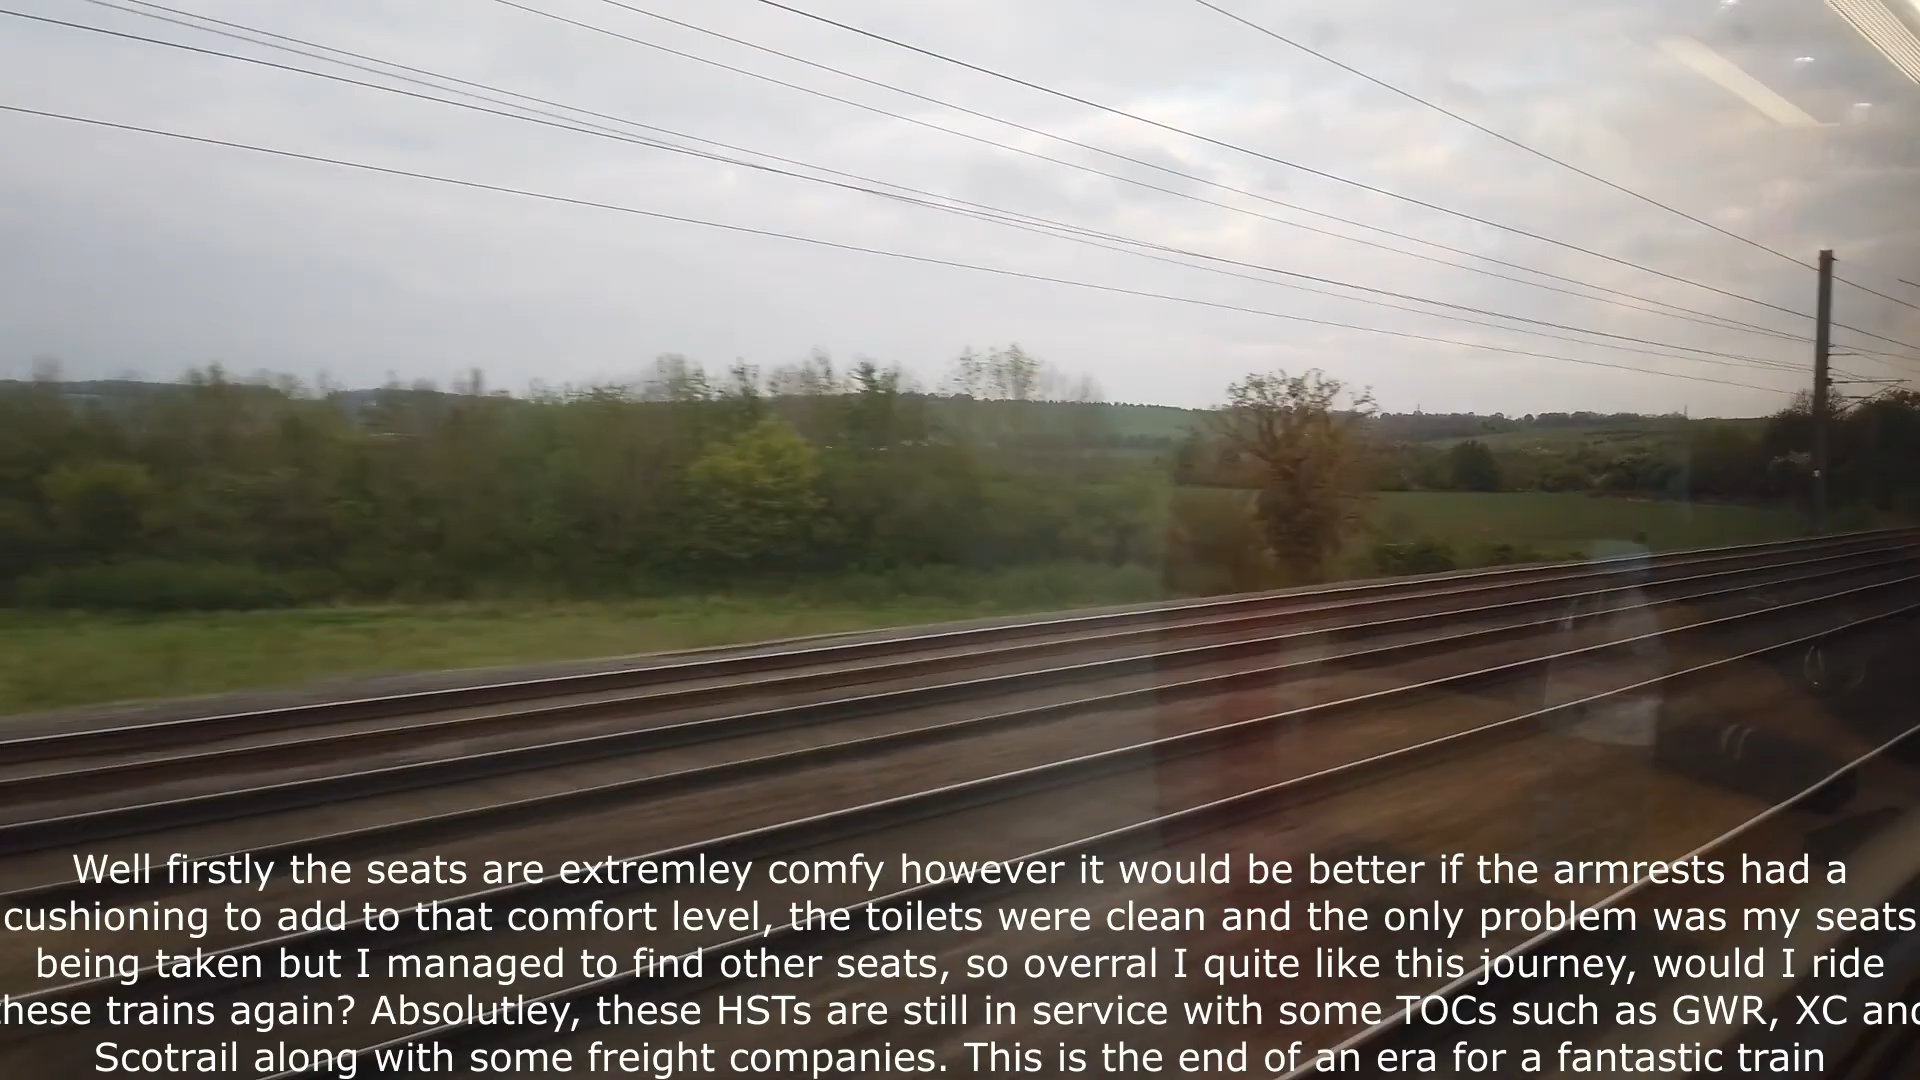 Well firstly the seats are extremley comfy however it would be better if the armrests had a
cushioning to add to that comfort level, the toilets were clean and the only problem was my seats
being taken but I managed to find other seats, so overral I quite like this journey, would I ride
these trains again? Absolutley, these HSTs are still in service with some TOCs such as GWR, XC and
Scotrail along with some freight companies. This is the end of an era for a fantastic train